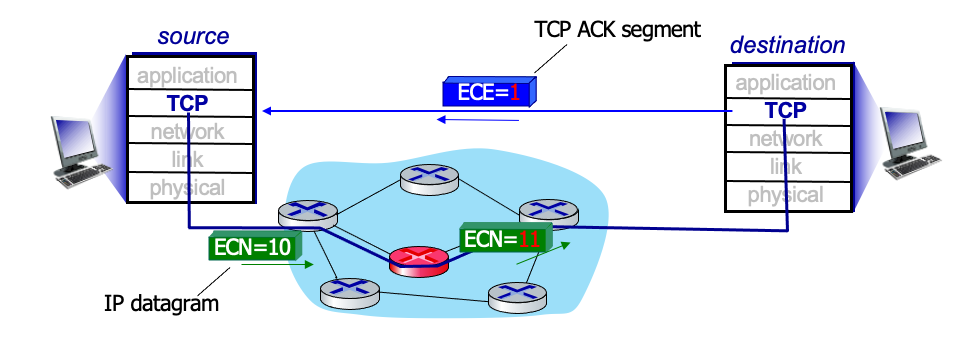 source
TCP ACK segment
destination
application
TCP
network
link
physical
ECE=1
application
TCP
network
link
physical
ECN=10
ECN=11
IP datagram